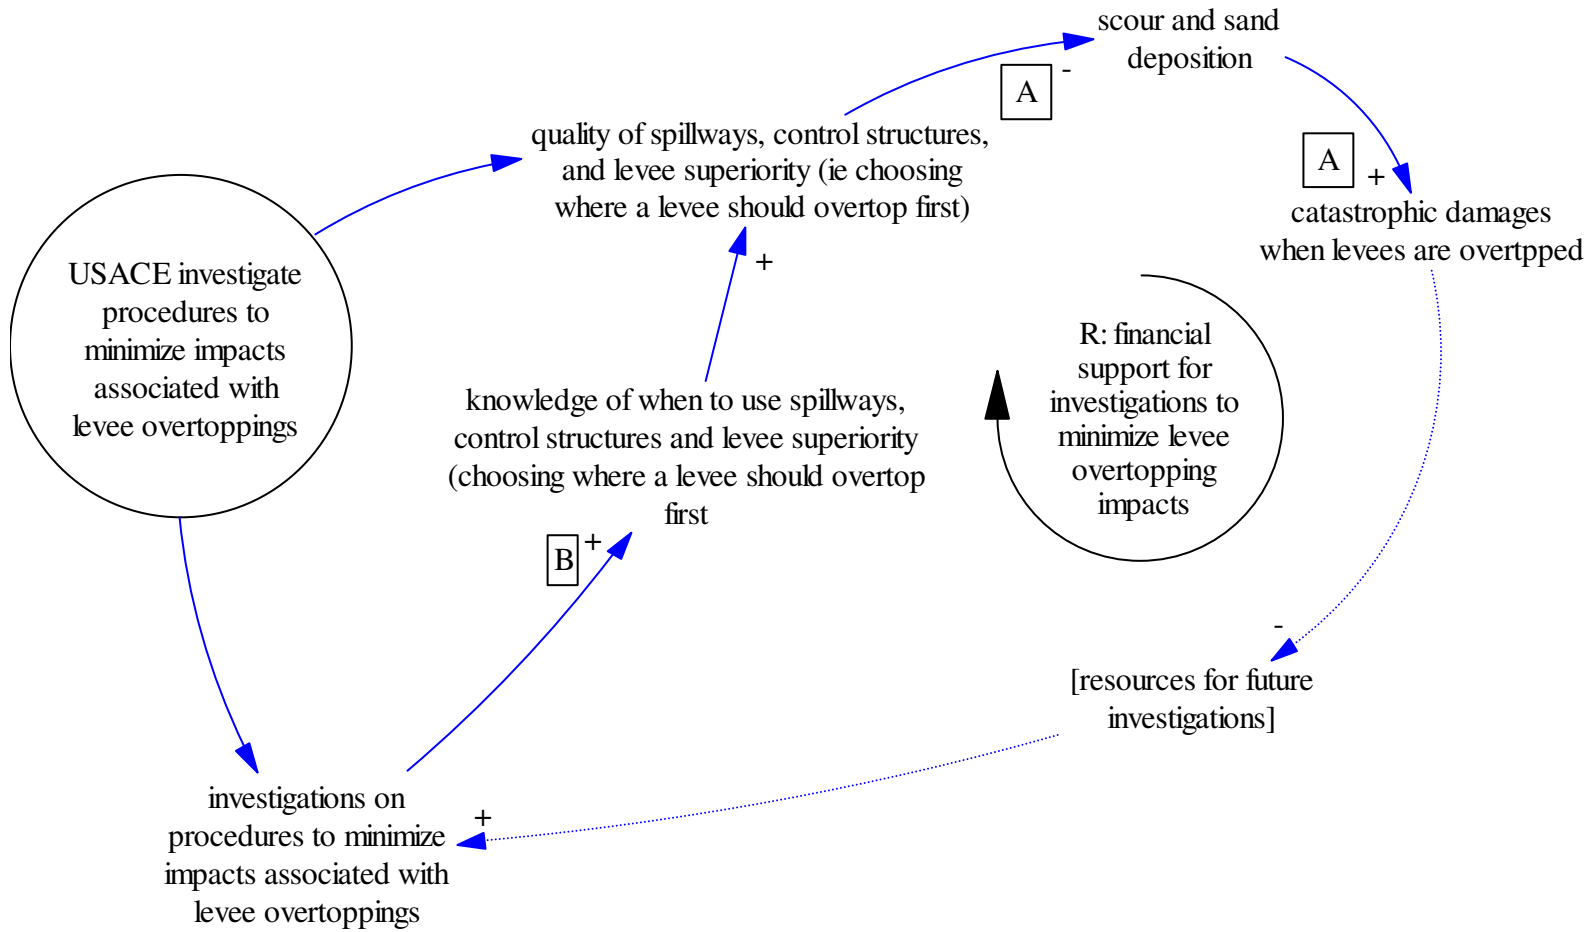 scour and sand
deposition
A
-
quality of spillways, control structures,
and levee superiority (ie choosing
where a levee should overtop first)
A
+
catastrophic damages
when levees are overtpped
USACE investigate
procedures to
minimize impacts
associated with
levee overtoppings
+
R: financial
support for
investigations to
minimize levee
overtopping
impacts
knowledge of when to use spillways,
control structures and levee superiority
(choosing where a levee should overtop
first
B
+
-
[resources for future
investigations]
investigations on
procedures to minimize
impacts associated with
levee overtoppings
+